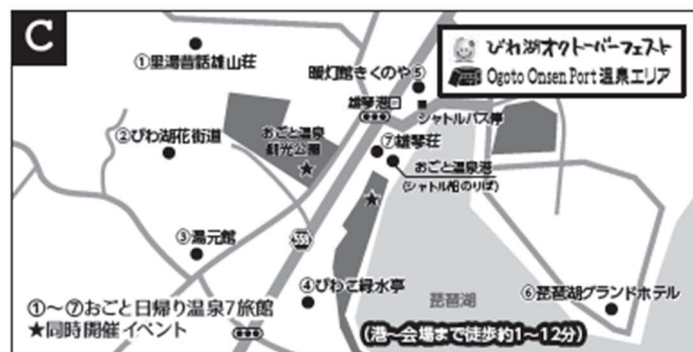 C
びわ湖オクトーバーフェスト
Ogoto Onsen Port 温泉エリア
①里湯昔話雄山荘
暖灯館きくのや⑤
雄琴港口
シャトルバス停
②びわ湖花街道
おごと温泉
観光公園
⑦雄琴荘
おごと温泉港
(シャトル船のりば)
③湯元館
④びわこ緑水亭
琵琶湖
⑥琵琶湖グランドホテル
①～⑦おごと日帰り温泉7旅館
★同時開催イベント
(港～会場まで徒歩約1～12分)